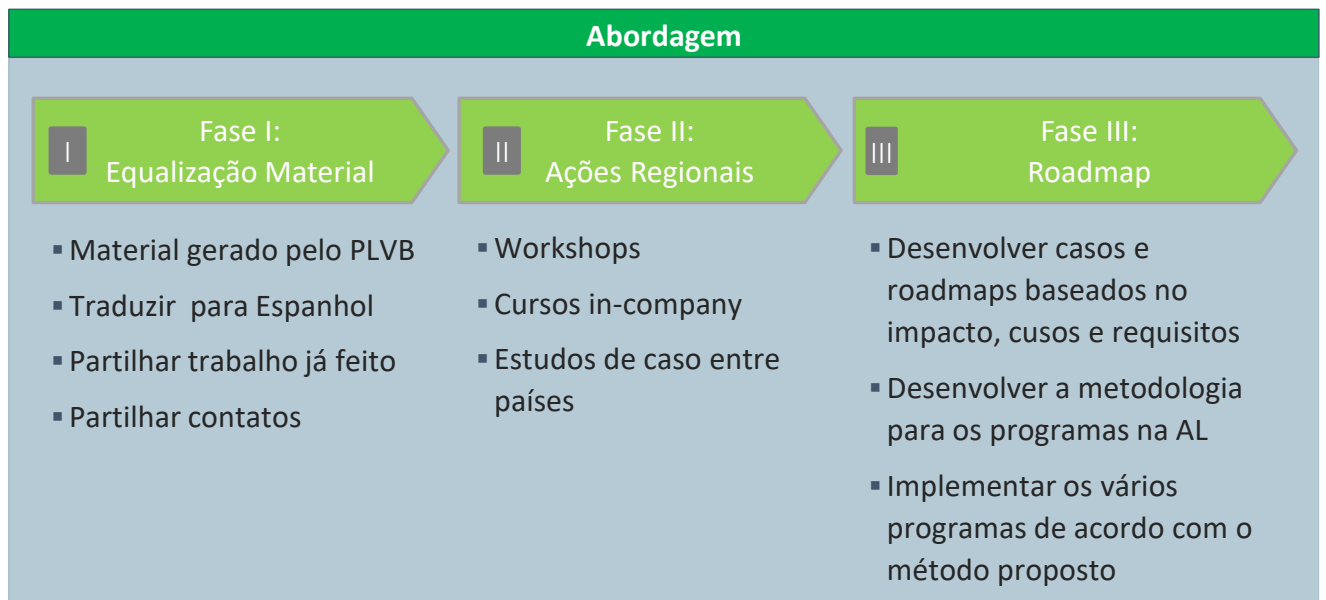 Abordagem
I
Fase I:
Equalização Material
▪ Material gerado pelo PLVB
▪ Traduzir para Espanhol
▪ Partilhar trabalho já feito
▪ Partilhar contatos
II
Fase II:
Ações Regionais
▪ Workshops
▪ Cursos in-company
▪ Estudos de caso entre
países
III
Fase III:
Roadmap
▪ Desenvolver casos e
roadmaps baseados no
impacto, cusos e requisitos
▪ Desenvolver a metodologia
para os programas na AL
▪ Implementar os vários
programas de acordo com o
método proposto